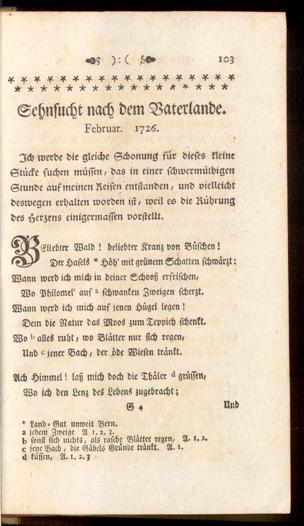 ):( 103
* * * * * * * * * * * * * * * * * *
* * * * * * * * * * * * * * * * *
Sehnsucht nach dem Vaterlande.
Februar. 1726.
Ich werde die gleiche Schonung für dieses kleine
Stücke suchen müssen, das in einer schwermüthigen
Stunde auf meinen Reisen entstanden, und vielleicht
deswegen erhalten worden ist, weil es die Rührung
des Herzens einigermassen vorstellt.
Beliebter Wald! beliebter Kranz von Büschen!
Der Hasels * Höh' mit grünem Schatten schwärzt;
Wann werd ich mich in deiner Schooß erfrischen,
Wo Philomel' auf a schwanken Zweigen scherzt.
Wann werd ich mich auf jenen Hügel legen!
Dem die Natur das Moos zum Teppich schenkt.
Wo b alles ruht, wo Blätter nur sich regen,
Und c jener Bach, der öde Wiesen tränkt.
Ach Himmel! laß mich doch die Thäler d grüssen,
Wo ich den Lenz des Lebens zugebracht;
G 4 Und
* Land-Gut unweit Bern.
a jedem Zweige A. 1. 2. 3.
b sonst sich nichts, als rasche Blätter regen, A. 1. 2.
c jene Bach, die Gäbels Gründe tränkt. A. 1.
d küssen, A. 1. 2. 3